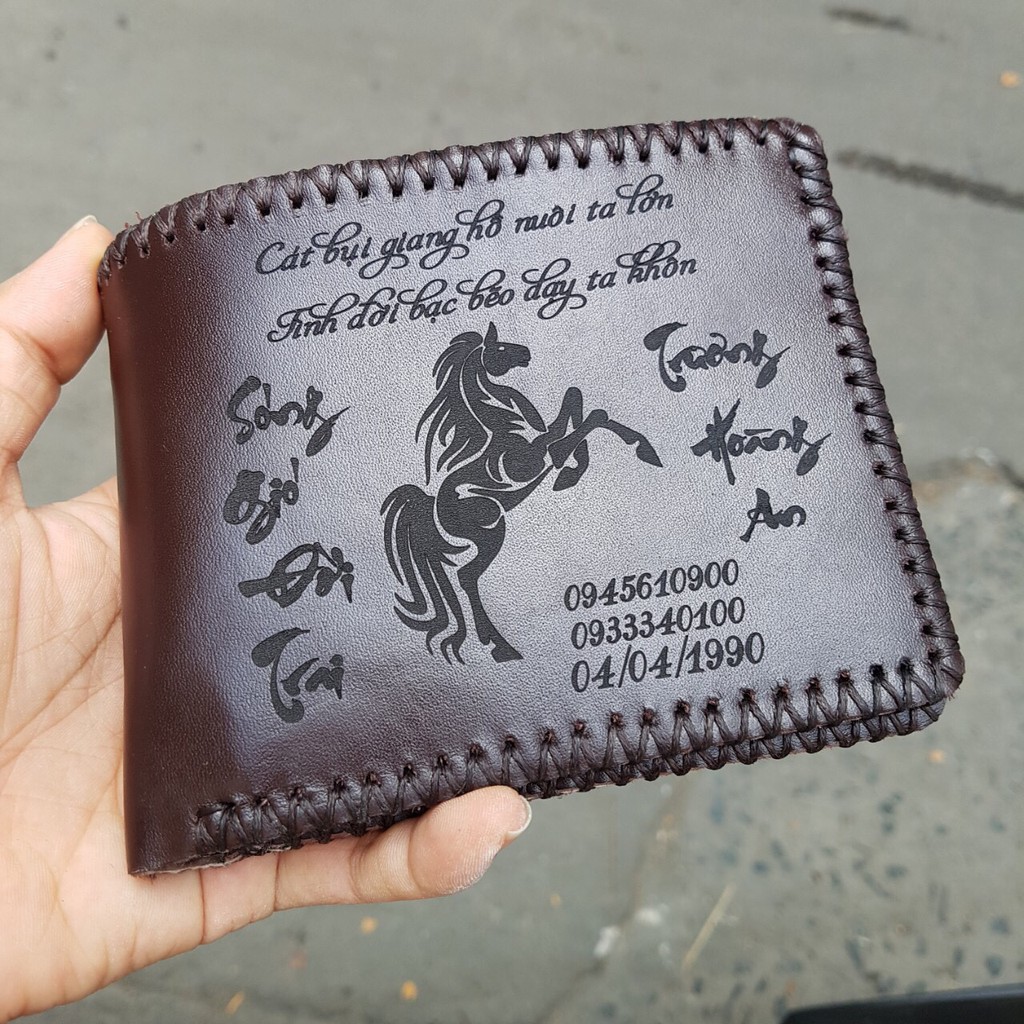 Cát bụi giang hồ nuôi ta lớn
Tình đời bạc bẽo dạy ta khôn
Sóng
Gió
Đời
Trai
Trương
Hoàng
An
0945610900
0933340100
04/04/1990